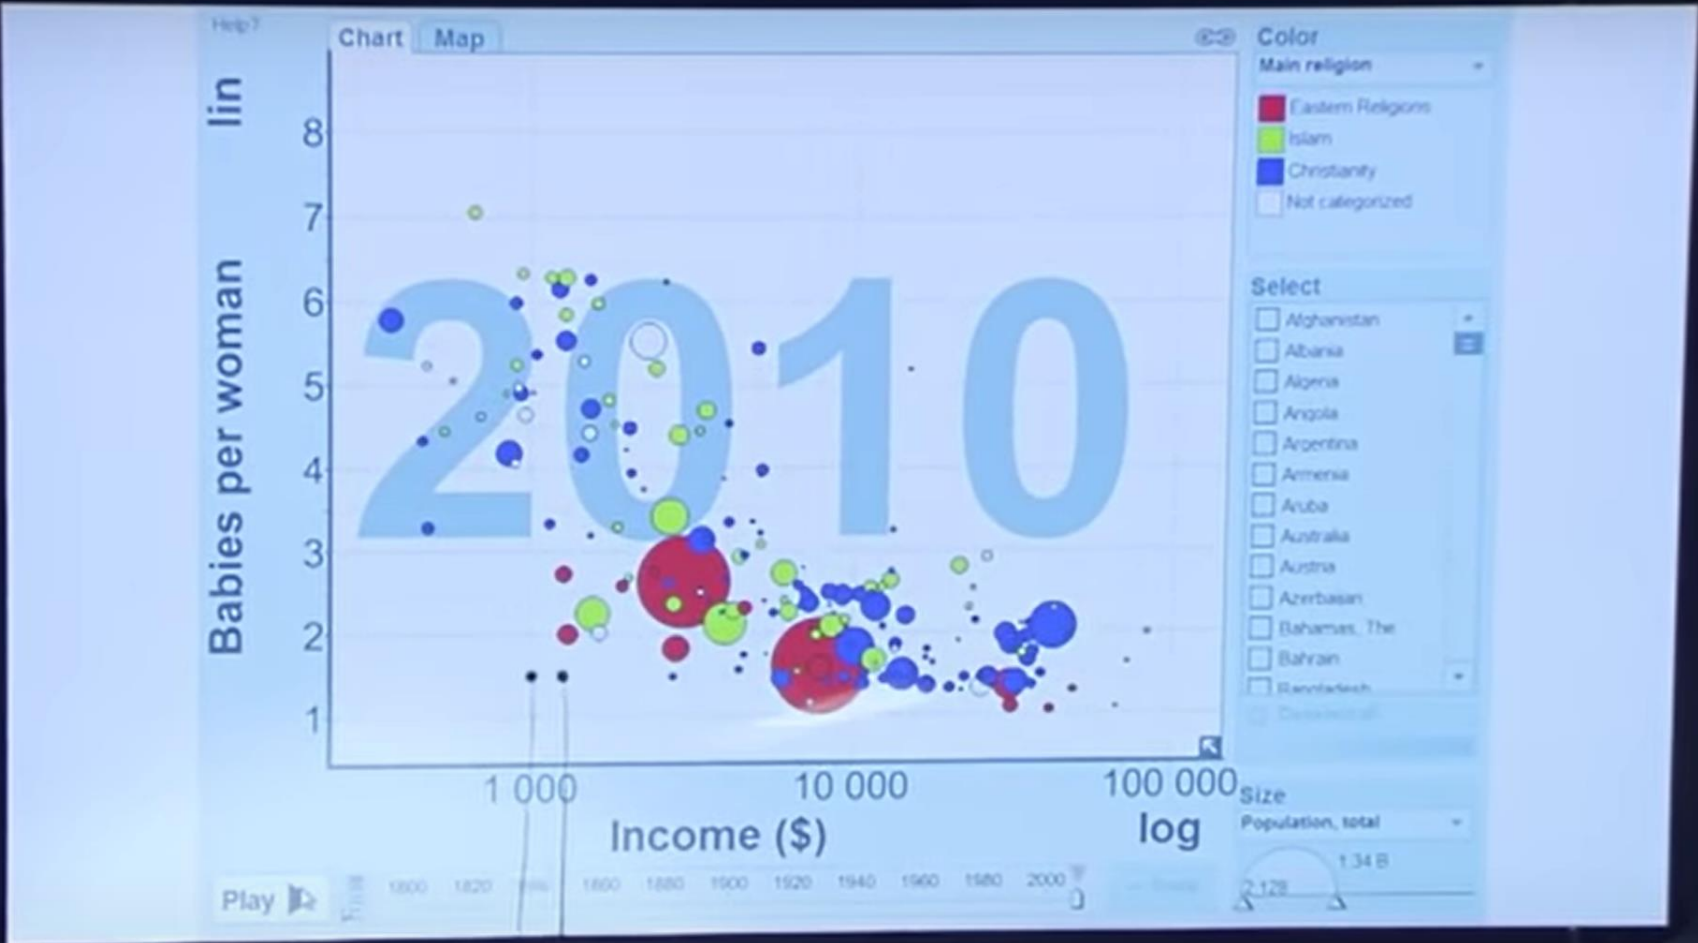 Help?
Chart
Map
lin
Babies per woman
8
7
6
5
4
3
2
1
2010
1 000
10 000
100 000
Income ($)
log
Play
1800
1820
1860
1880
1900
1920
1940
1960
1980
2000
Color
Main religion
Eastern Religions
Islam
Christianity
Not categorized
Select
Afghanistan
Albania
Algeria
Angola
Argentina
Armenia
Aruba
Australia
Austria
Azerbaijan
Bahamas, The
Bahrain
Bangladesh
Size
Population, total
1.34 B
2,128